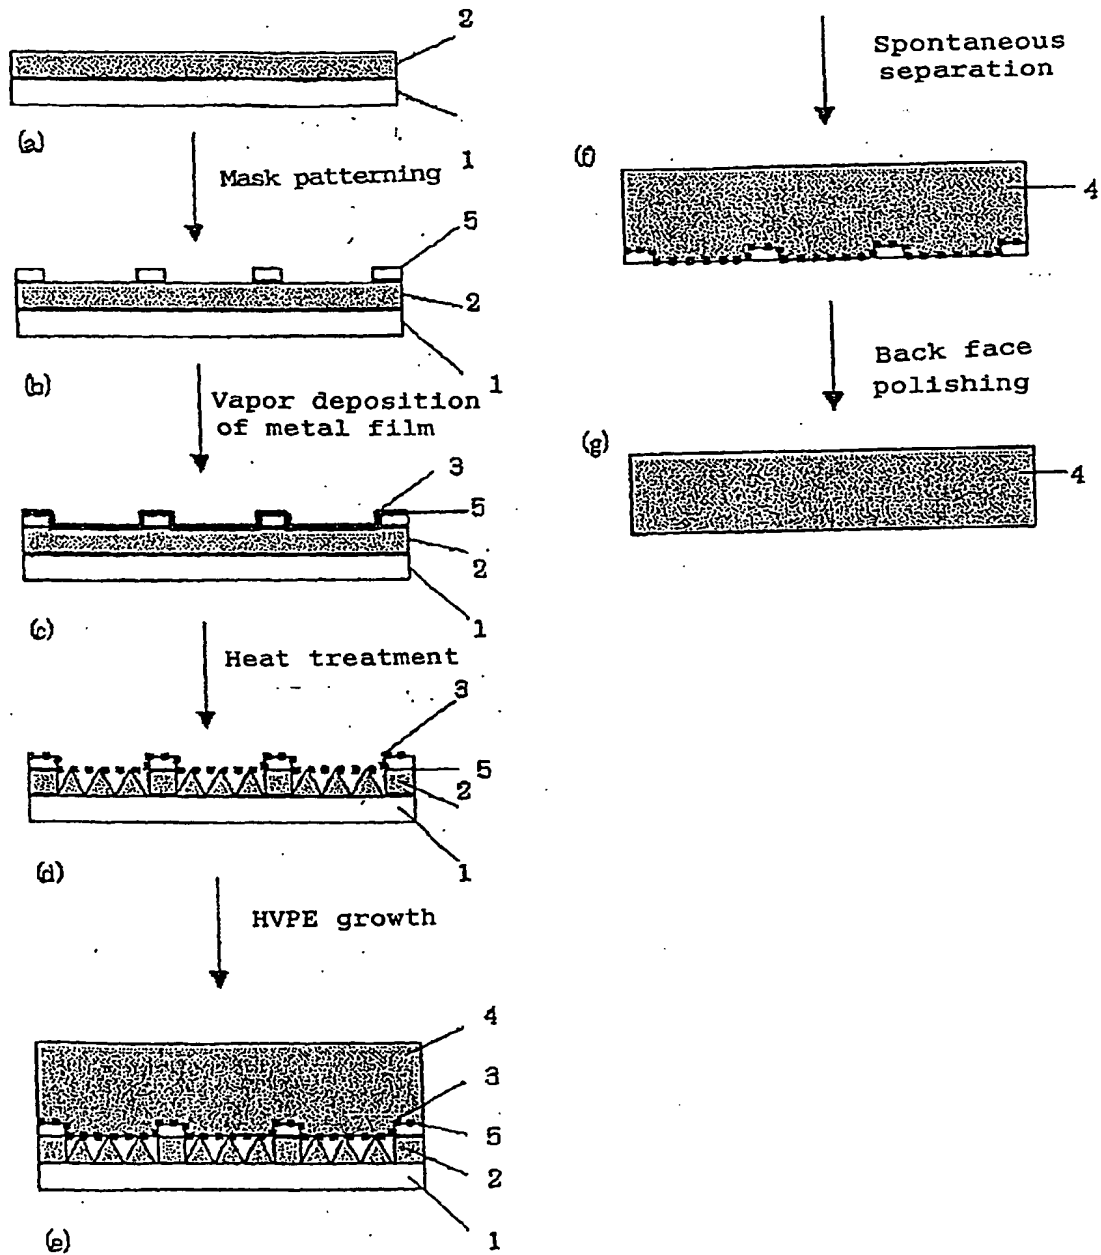 2
(a)
1
Mask patterning
5
2
(b)
1
Vapor deposition
of metal film
3
5
2
(c)
1
Heat treatment
3
5
2
(d)
1
HVPE growth
4
3
5
2
1
(e)
Spontaneous
separation
(f)
4
Back face
polishing
(g)
4